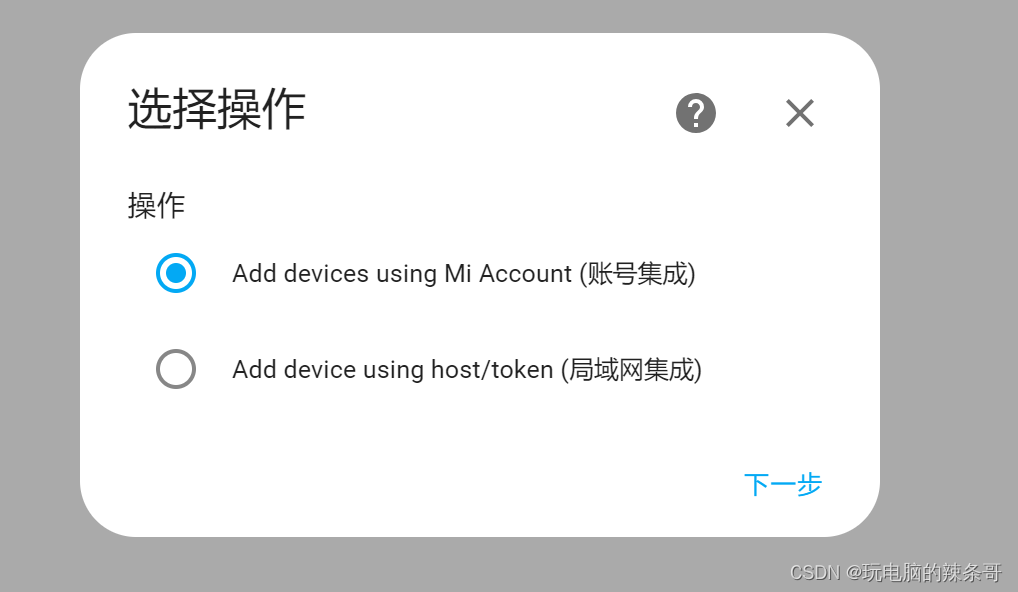 选择操作
操作
Add devices using Mi Account (账号集成)
Add device using host/token (局域网集成)
下一步
CSDN @玩电脑的辣条哥